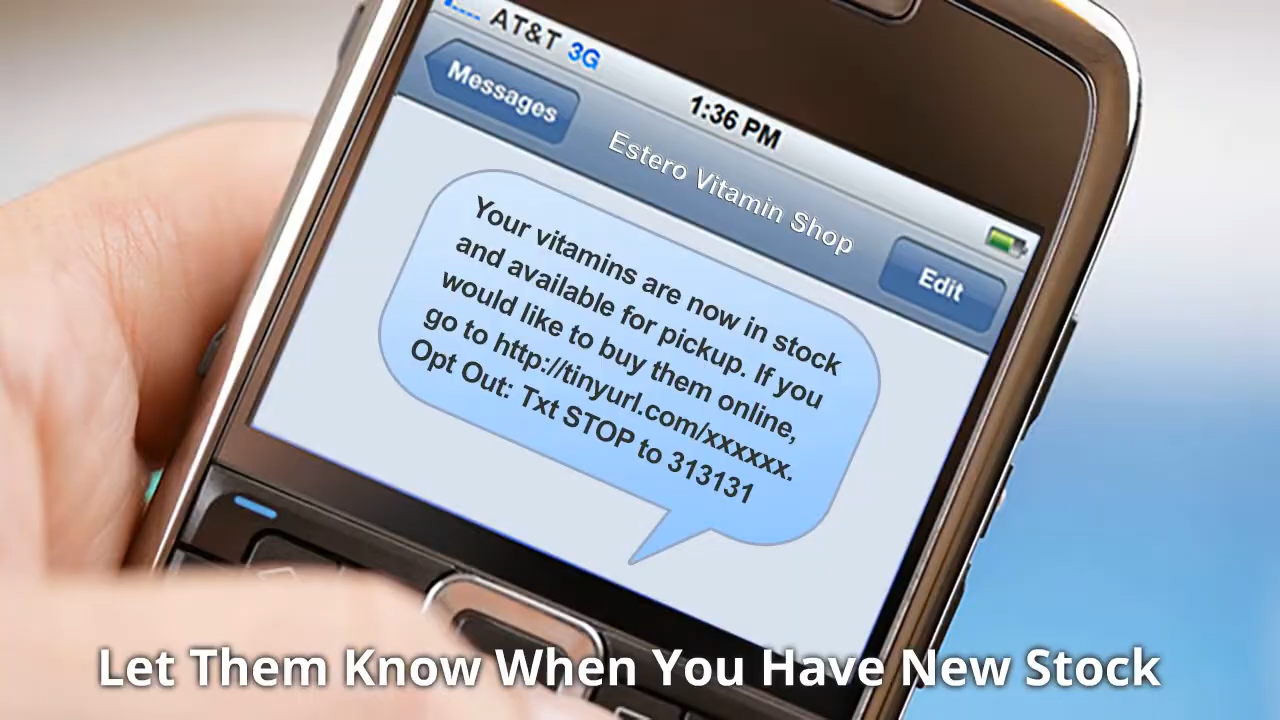 AT&T 3G
1:36 PM
Messages
Estero Vitamin Shop
Edit
Your vitamins are now in stock
and available for pickup. If you
would like to buy them online,
go to http://tinyurl.com/xxxxxx.
Opt Out: Txt STOP to 313131
Let Them Know When You Have New Stock